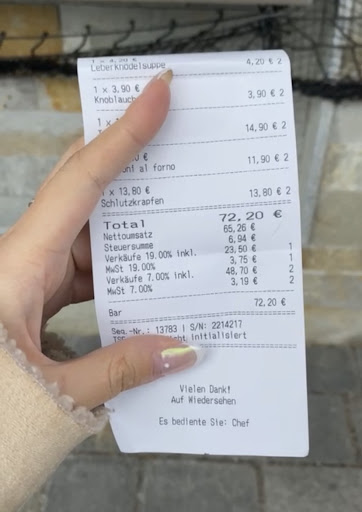 Leberknödelsuppe 4,20 € 2
1 x 3,90 €
Knoblauch 3,90 € 2
14,90 € 2
11,90 € 2
al forno
x 13,80 €
Schlutzkrapfen 13,80 € 2
Total 72,20 €
Nettoumsatz 65,26 €
Steuersumme 6,94 €
Verkäufe 19.00% inkl. 23,50 € 1
MwSt 19.00% 3,75 € 1
Verkäufe 7.00% inkl. 48,70 € 2
MwSt 7.00% 3,19 € 2
Bar 72,20 €
Seq.-Nr.: 13783 | S/N: 2214217
initialisiert
Vielen Dank!
Auf Wiedersehen
Es bediente Sie: Chef